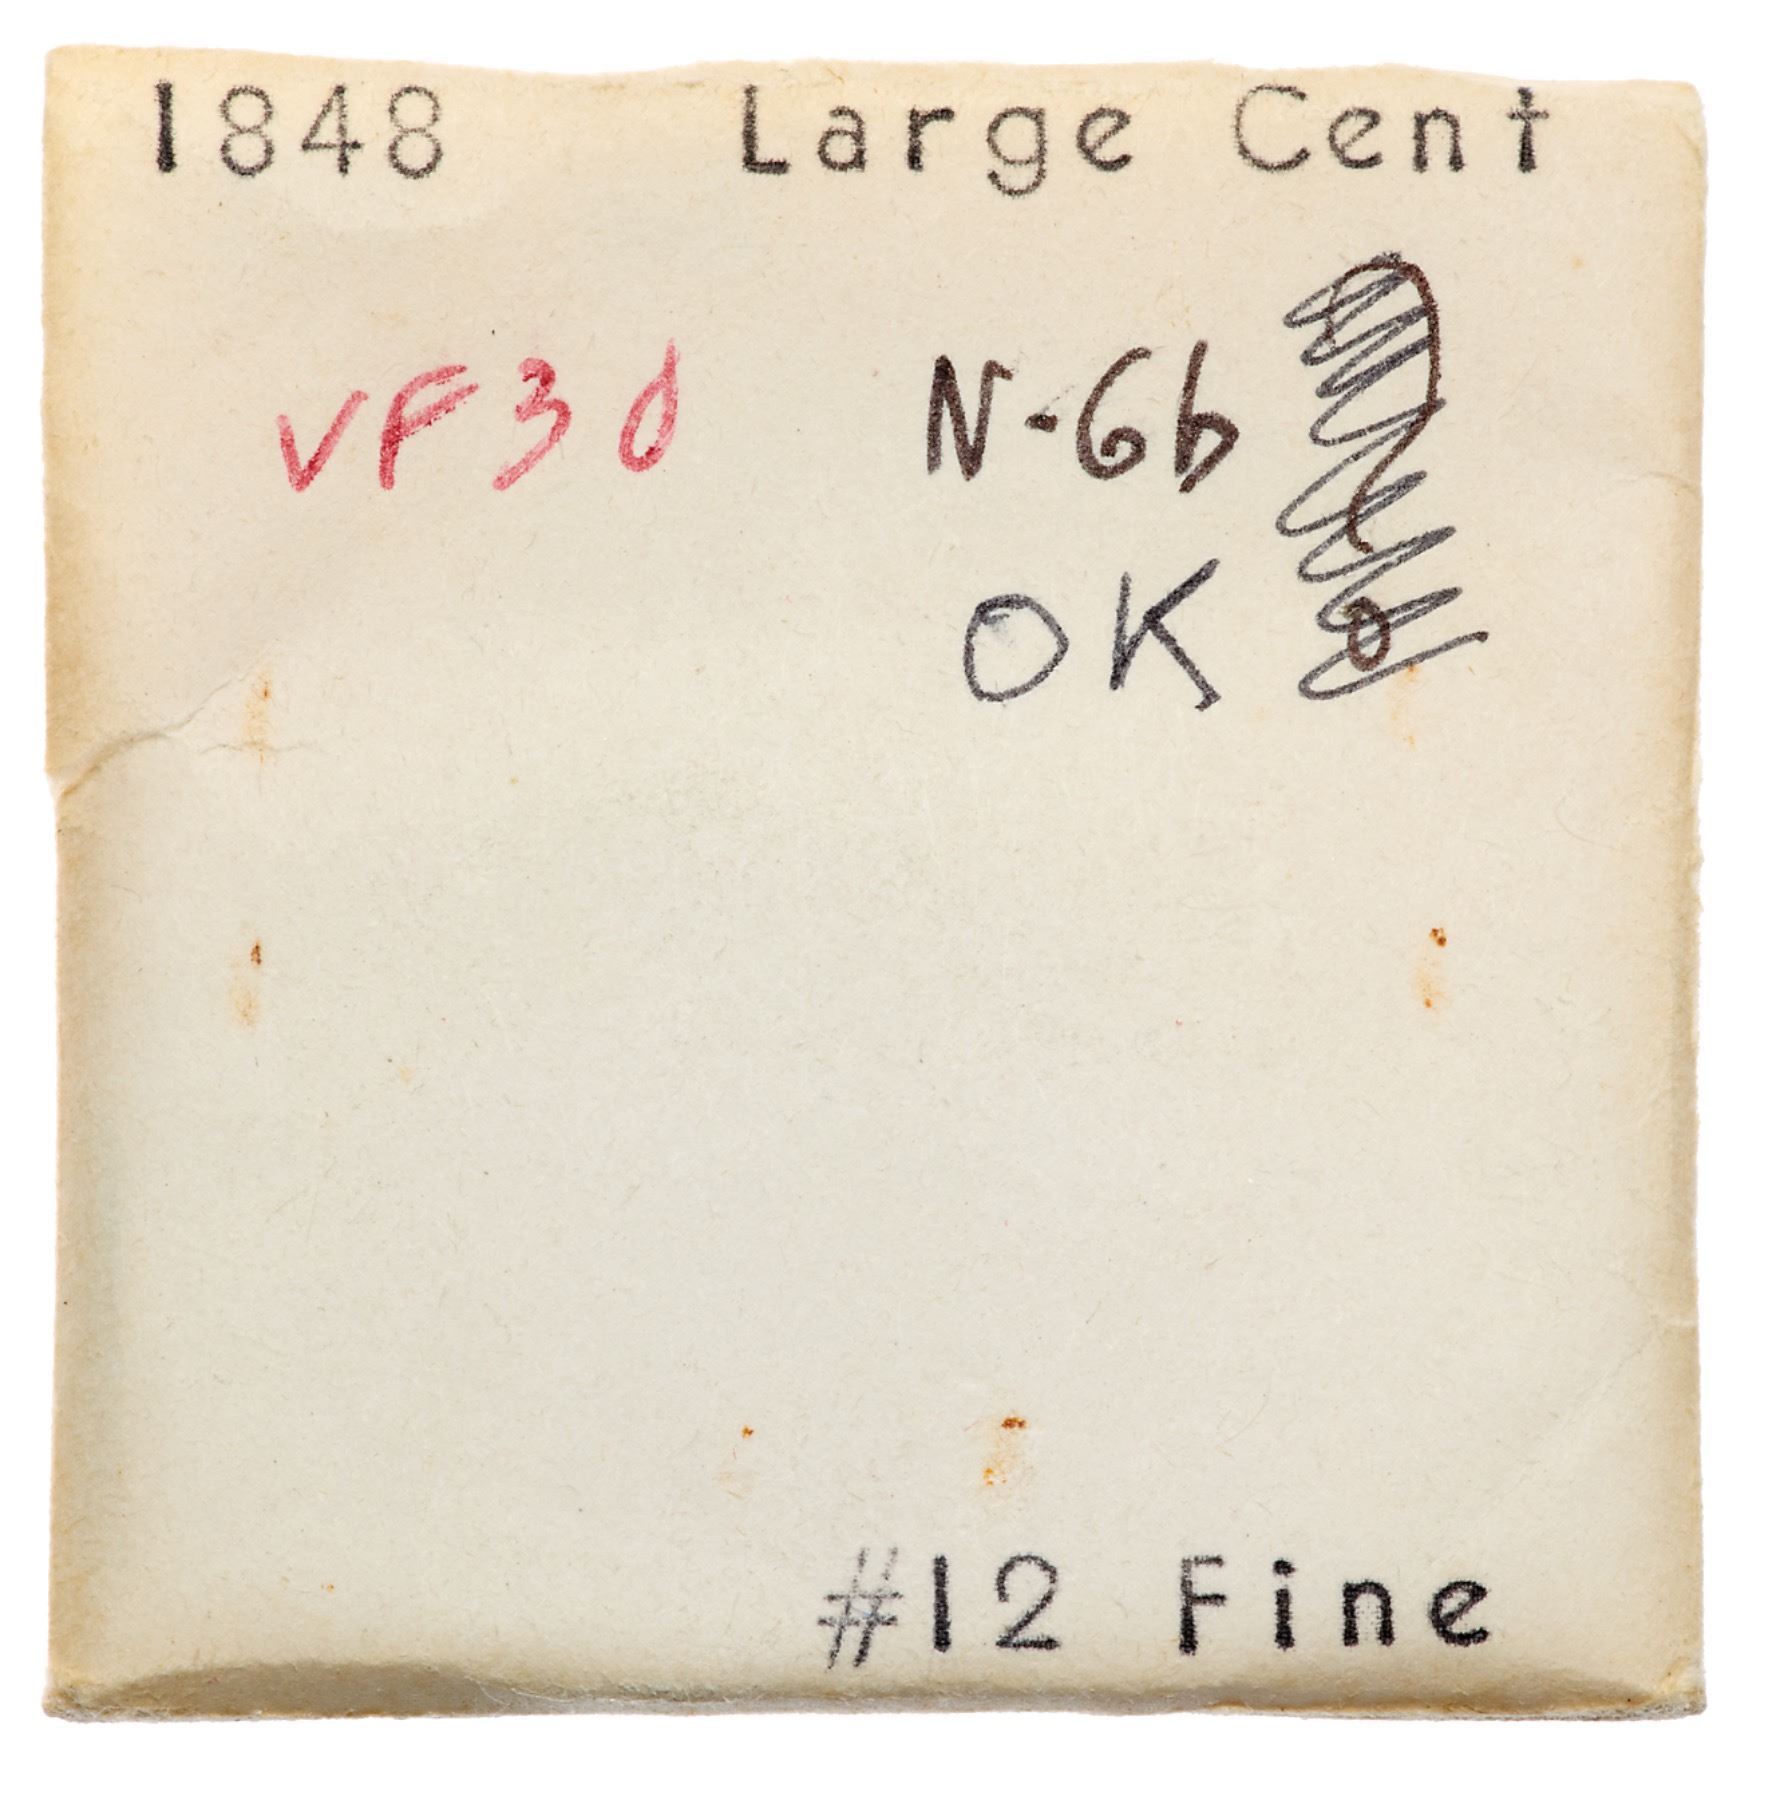 1848 Large Cent
VF30 N-6b ?
OK
#12 Fine